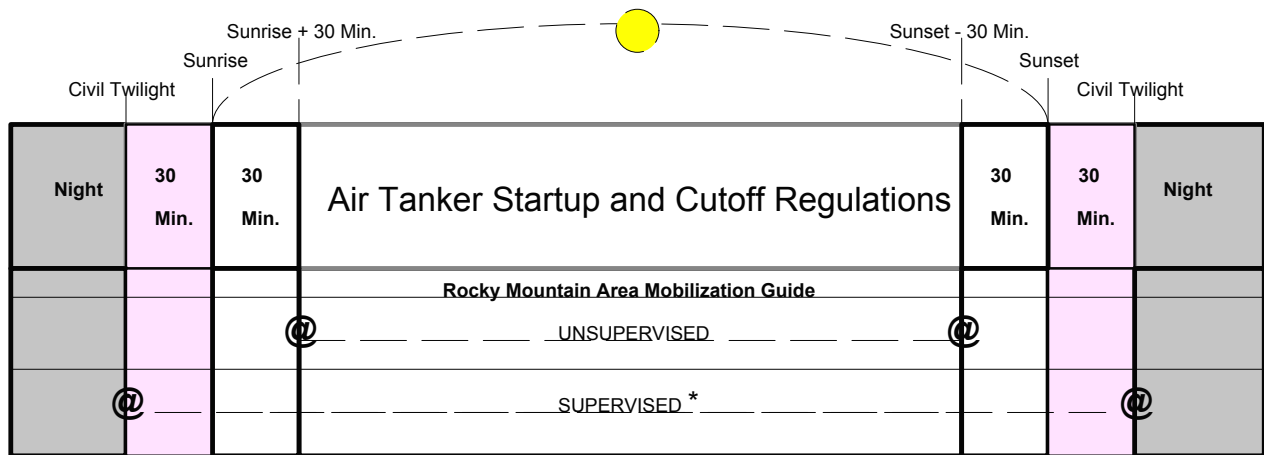 Sunrise + 30 Min.
Sunset - 30 Min.
Sunrise
Sunset
Civil Twilight
Civil Twilight
Night
30
Min.
30
Min.
Air Tanker Startup and Cutoff Regulations
30
Min.
30
Min.
Night
Rocky Mountain Area Mobilization Guide
@ UNSUPERVISED @
@ SUPERVISED * @